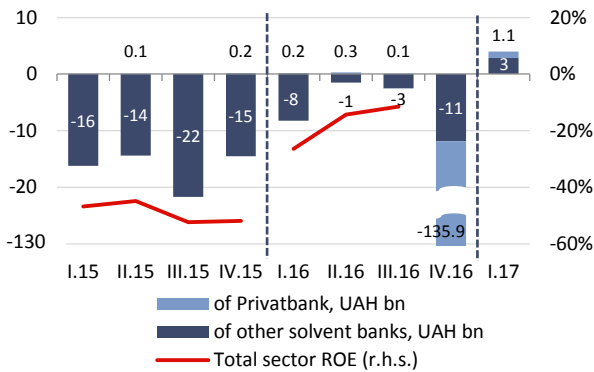 10 20%
0.1 0.2 0.2 0.3 0.1 1.1
0 0%
3
-16 -14 -22 -15 -8 -1 -3 -11
-10 -20%
-20 -40%
-135.9
-130 -60%
I.15 II.15 III.15 IV.15 I.16 II.16 III.16 IV.16 I.17
of Privatbank, UAH bn
of other solvent banks, UAH bn
Total sector ROE (r.h.s.)